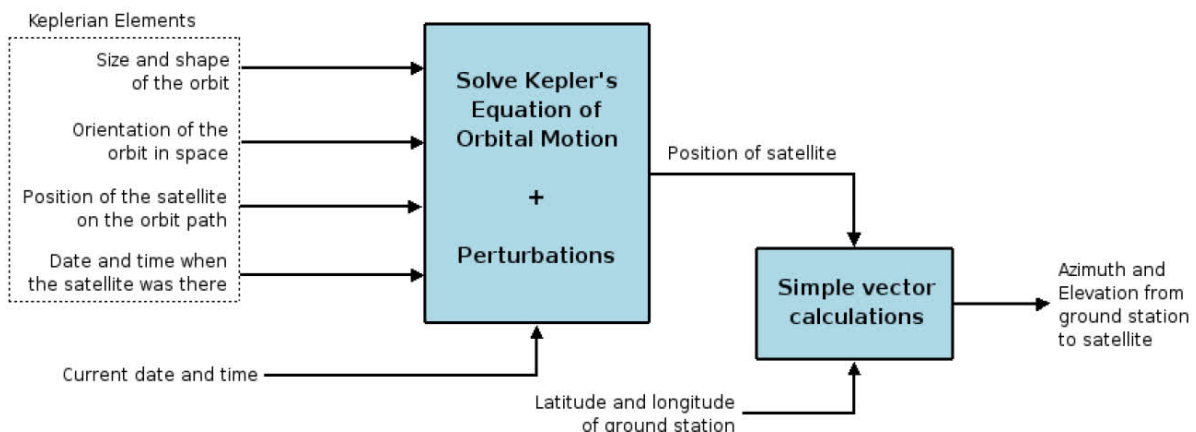 Keplerian Elements
Size and shape
of the orbit
Orientation of the
orbit in space
Position of the satellite
on the orbit path
Date and time when
the satellite was there
Solve Kepler's
Equation of
Orbital Motion
+
Perturbations
Current date and time
Position of satellite
Simple vector
calculations
Latitude and longitude
of ground station
Azimuth and
Elevation from
ground station
to satellite